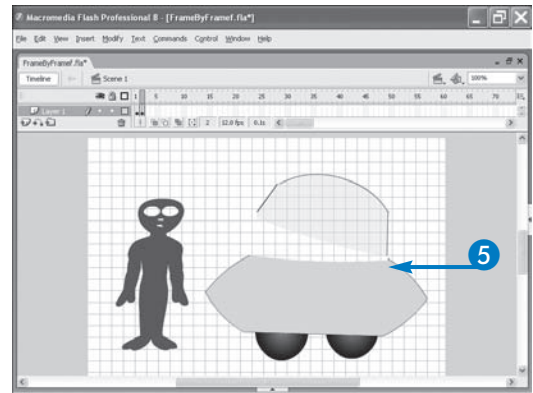 Macromedia Flash Professional 8 - [FrameByFramef.fla*]
File Edit View Insert Modify Text Commands Control Window Help
FrameByFramef.fla*
Timeline Scene 1 100%
1 5 10 15 20 25 30 35 40 45 50 55 60 65 70
Layer 1
2 12.0 fps 0.1s
5